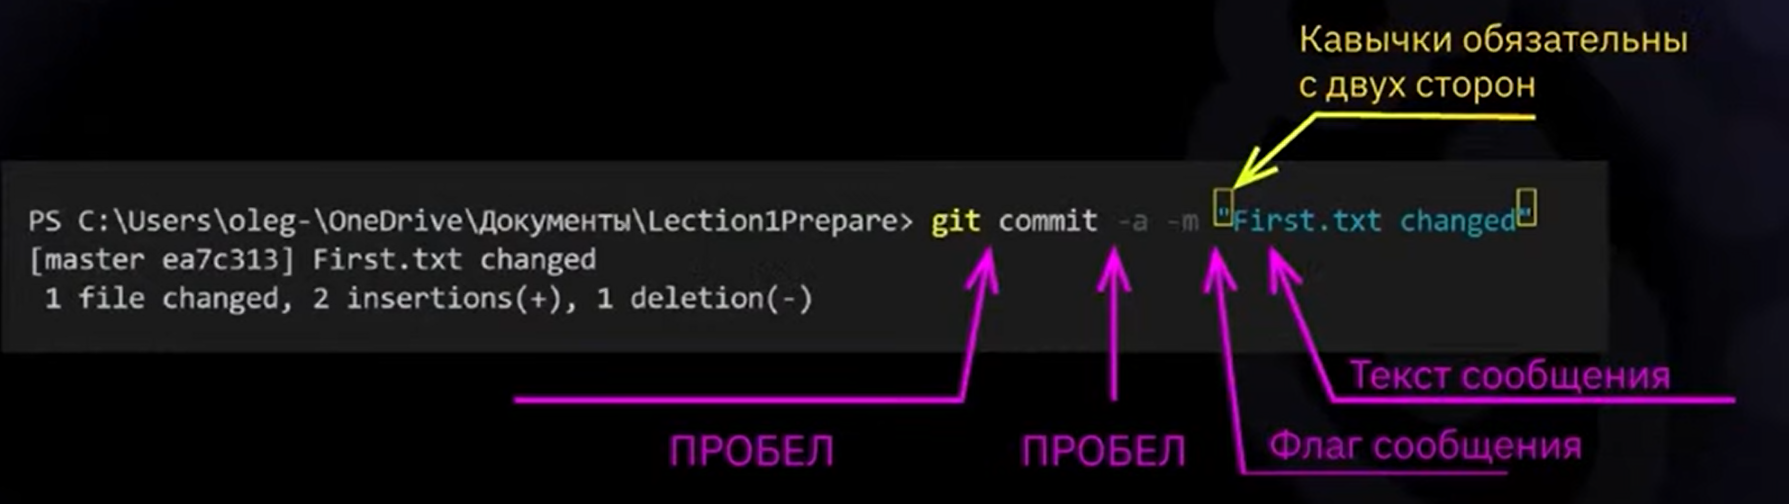 Кавычки обязательны
с двух сторон
PS C:\Users\oleg-\OneDrive\Документы\Lection1Prepare> git commit -a -m "First.txt changed"
[master ea7c313] First.txt changed
1 file changed, 2 insertions(+), 1 deletion(-)
Текст сообщения
ПРОБЕЛ ПРОБЕЛ Флаг сообщения